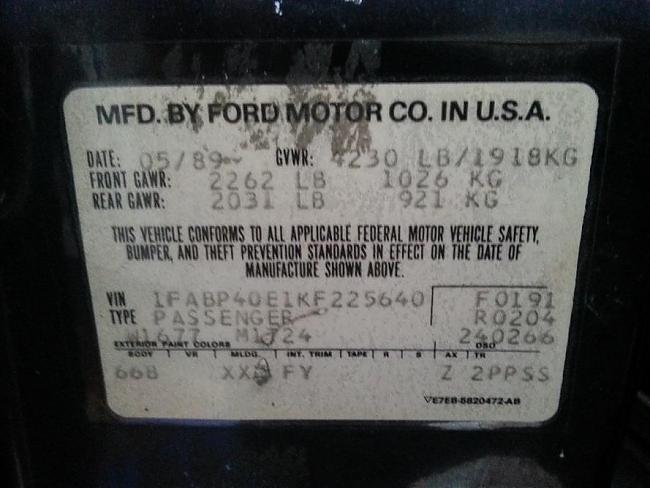 MFD. BY FORD MOTOR CO. IN U.S.A.
DATE: 05/89 GVWR: 4230 LB/1918KG
FRONT GAWR: 2262 LB 1026 KG
REAR GAWR: 2031 LB 921 KG
THIS VEHICLE CONFORMS TO ALL APPLICABLE FEDERAL MOTOR VEHICLE SAFETY,
BUMPER, AND THEFT PREVENTION STANDARDS IN EFFECT ON THE DATE OF
MANUFACTURE SHOWN ABOVE.
VIN 1FABP40E1KF225640 F0191
TYPE PASSENGER R0204
W1677 M1724 240266
EXTERIOR PAINT COLORS DSO
BODY VR MLDG. INT. TRIM TAPE R S AX TR
66B FY Z 2PPSS
E7EB-5820472-AB